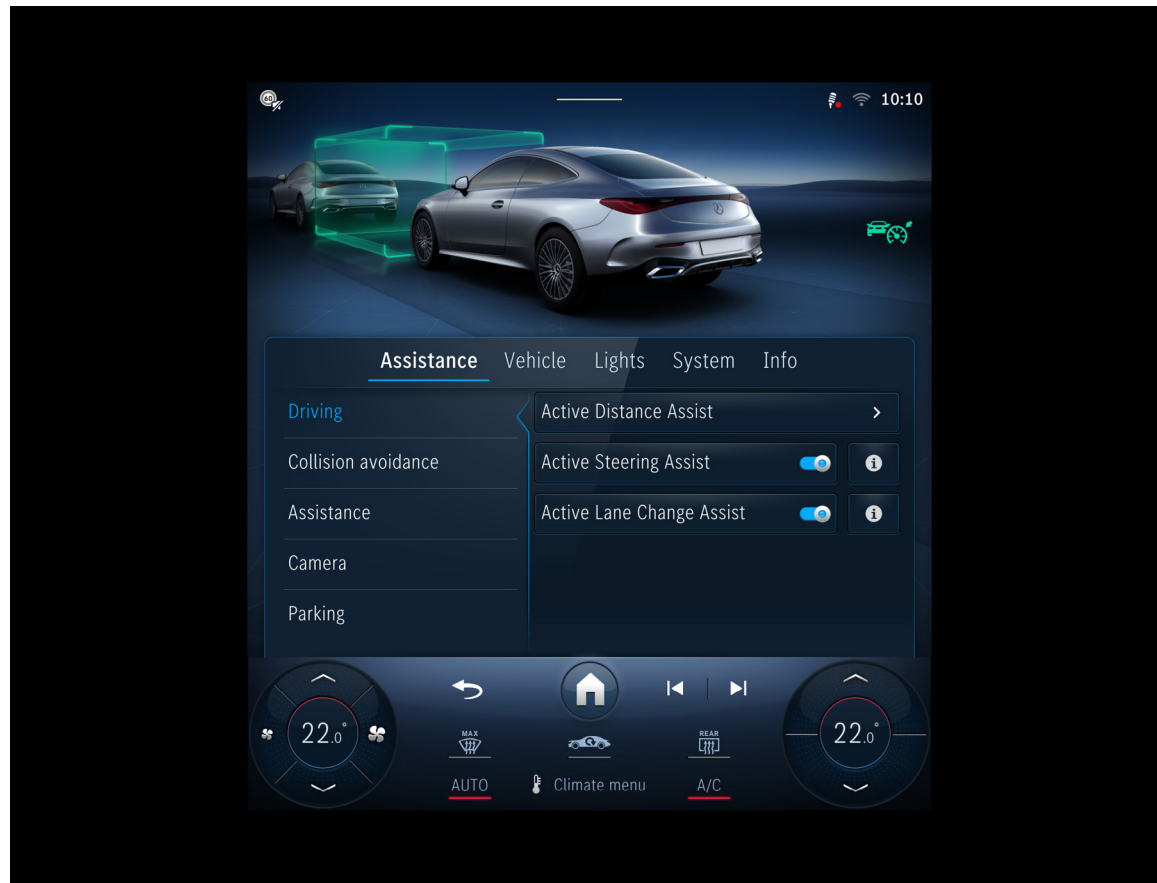 60
10:10
Assistance Vehicle Lights System Info
Driving
Collision avoidance
Assistance
Camera
Parking
Active Distance Assist
Active Steering Assist
Active Lane Change Assist
22.0°
MAX
REAR
22.0°
AUTO
Climate menu
A/C